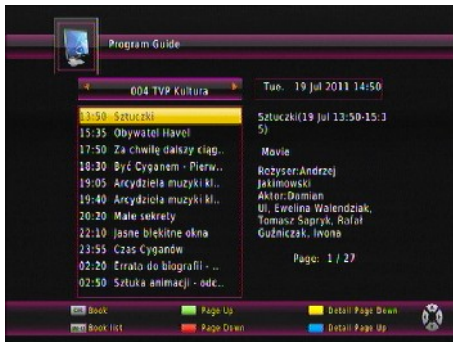 Program Guide
004 TVP Kultura
Tue. 19 Jul 2011 14:50
13:50 Sztuczki
15:35 Obywatel Havel
17:50 Za chwilę dalszy ciąg..
18:30 Być Cyganem - Pierw..
19:05 Arcydzieła muzyki kl..
19:40 Arcydzieła muzyki kl..
20:20 Małe sekrety
22:10 Jasne błękitne okna
23:55 Czas Cyganów
02:20 Errata do biografii - ..
02:50 Sztuka animacji - odc..
Sztuczki(19 Jul 13:50-15:3
5)
Movie
Reżyser:Andrzej
Jakimowski
Aktor:Damian
Ul, Ewelina Walendziak,
Tomasz Sapryk, Rafał
Guźniczak, Iwona
Page: 1 / 27
OK Book
Page Up
Detail Page Down
Book list
Page Down
Detail Page Up